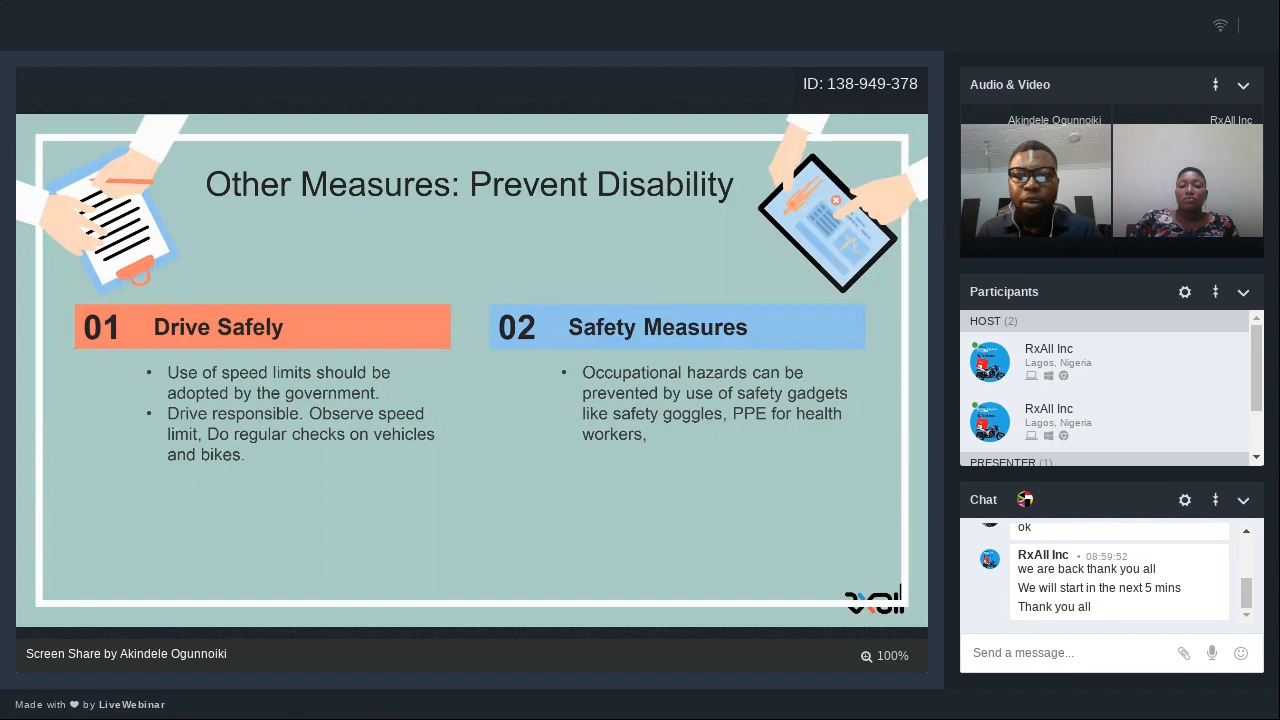 ID: 138-949-378
Other Measures: Prevent Disability
01 Drive Safely
• Use of speed limits should be
adopted by the government.
• Drive responsible. Observe speed
limit, Do regular checks on vehicles
and bikes.
02 Safety Measures
• Occupational hazards can be
prevented by use of safety gadgets
like safety goggles, PPE for health
workers,
rxall
Screen Share by Akindele Ogunnoiki
100%
Audio & Video
Akindele Ogunnoiki
RxAll Inc
Participants
HOST (2)
RxAll Inc
Lagos, Nigeria
RxAll Inc
Lagos, Nigeria
PRESENTER (1)
Chat
ok
RxAll Inc • 08:59:52
we are back thank you all
We will start in the next 5 mins
Thank you all
Send a message...
Made with ❤ by LiveWebinar